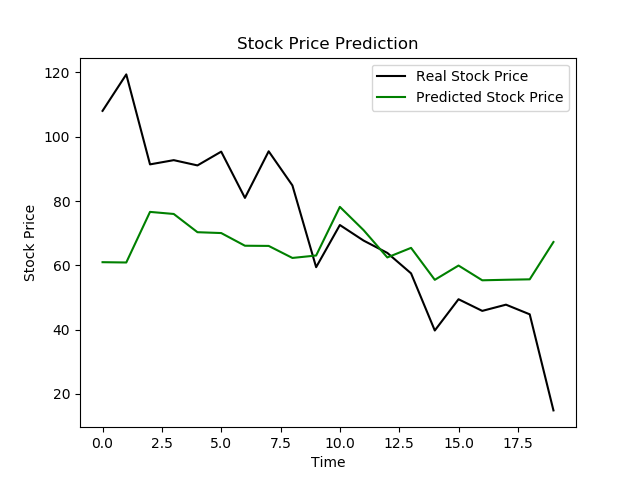 Stock Price Prediction
Real Stock Price
Predicted Stock Price
120
100
80
60
40
20
Stock Price
0.0 2.5 5.0 7.5 10.0 12.5 15.0 17.5
Time